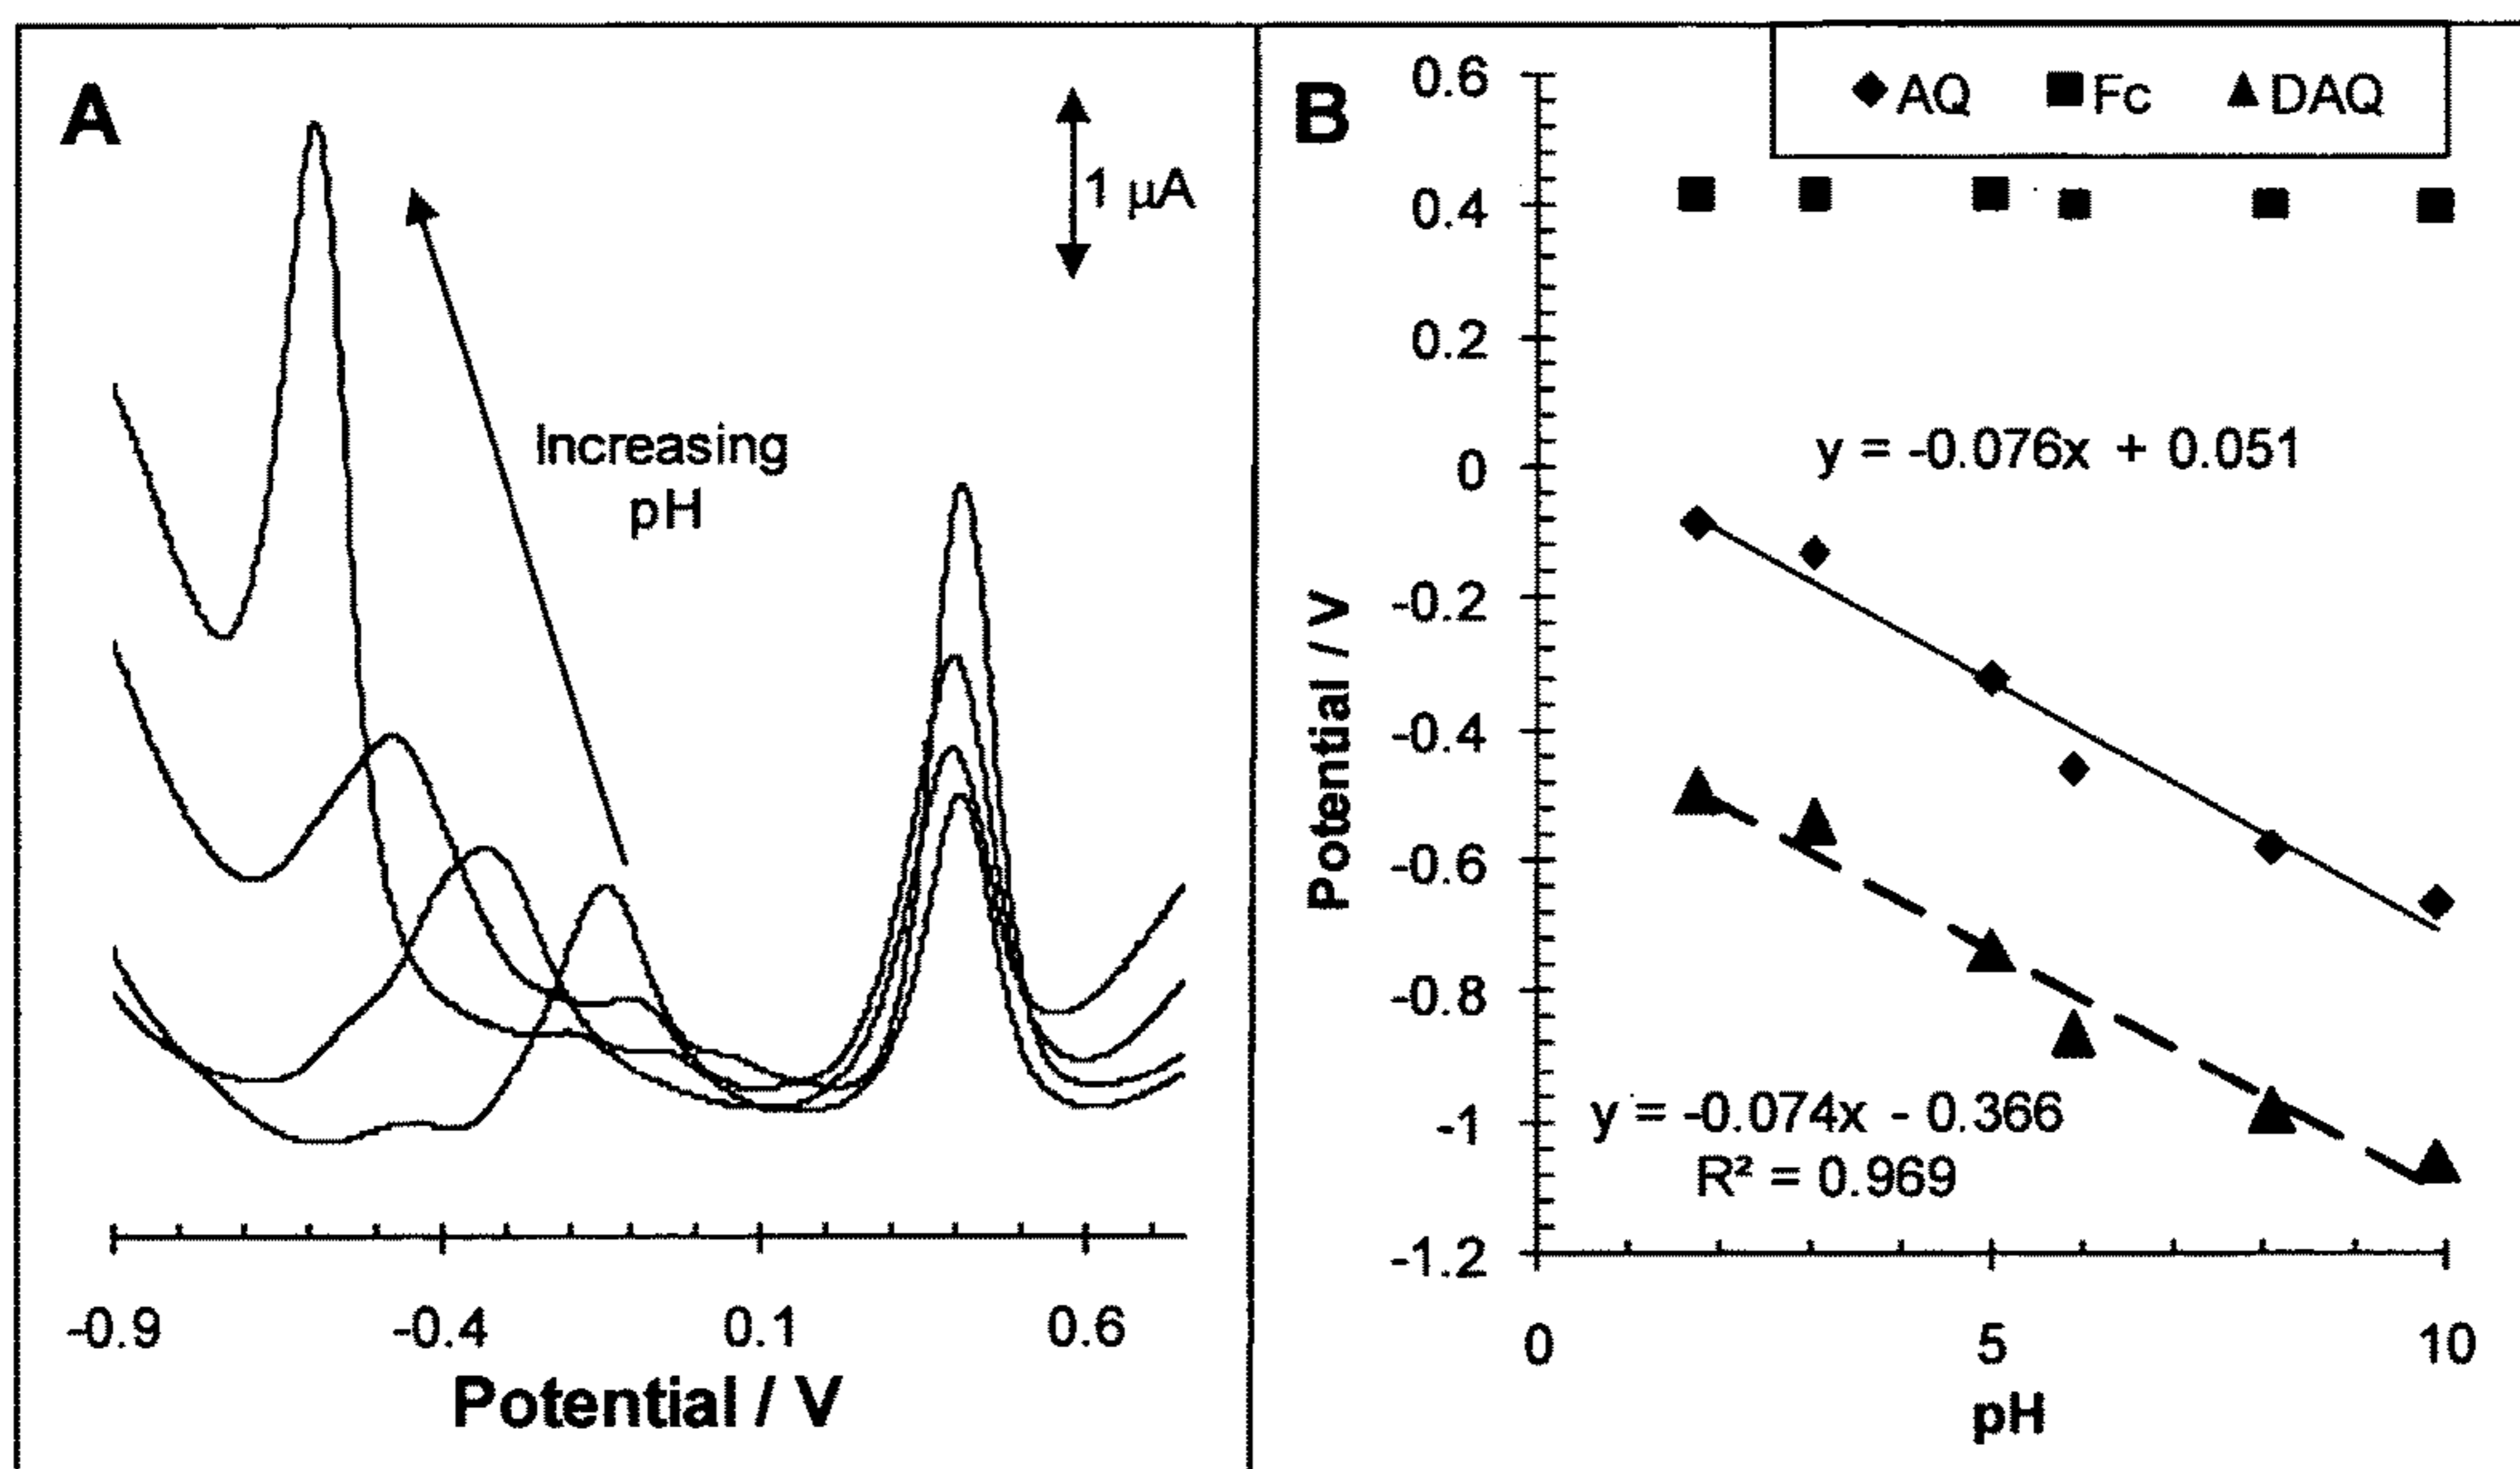 A
1 µA
Increasing
pH
-0.9
-0.4
0.1
0.6
Potential / V
B
AQ
Fc
DAQ
0.6
0.4
0.2
0
-0.2
-0.4
-0.6
-0.8
-1
-1.2
Potential / V
y = -0.076x + 0.051
y = -0.074x - 0.366
R² = 0.969
0
5
10
pH